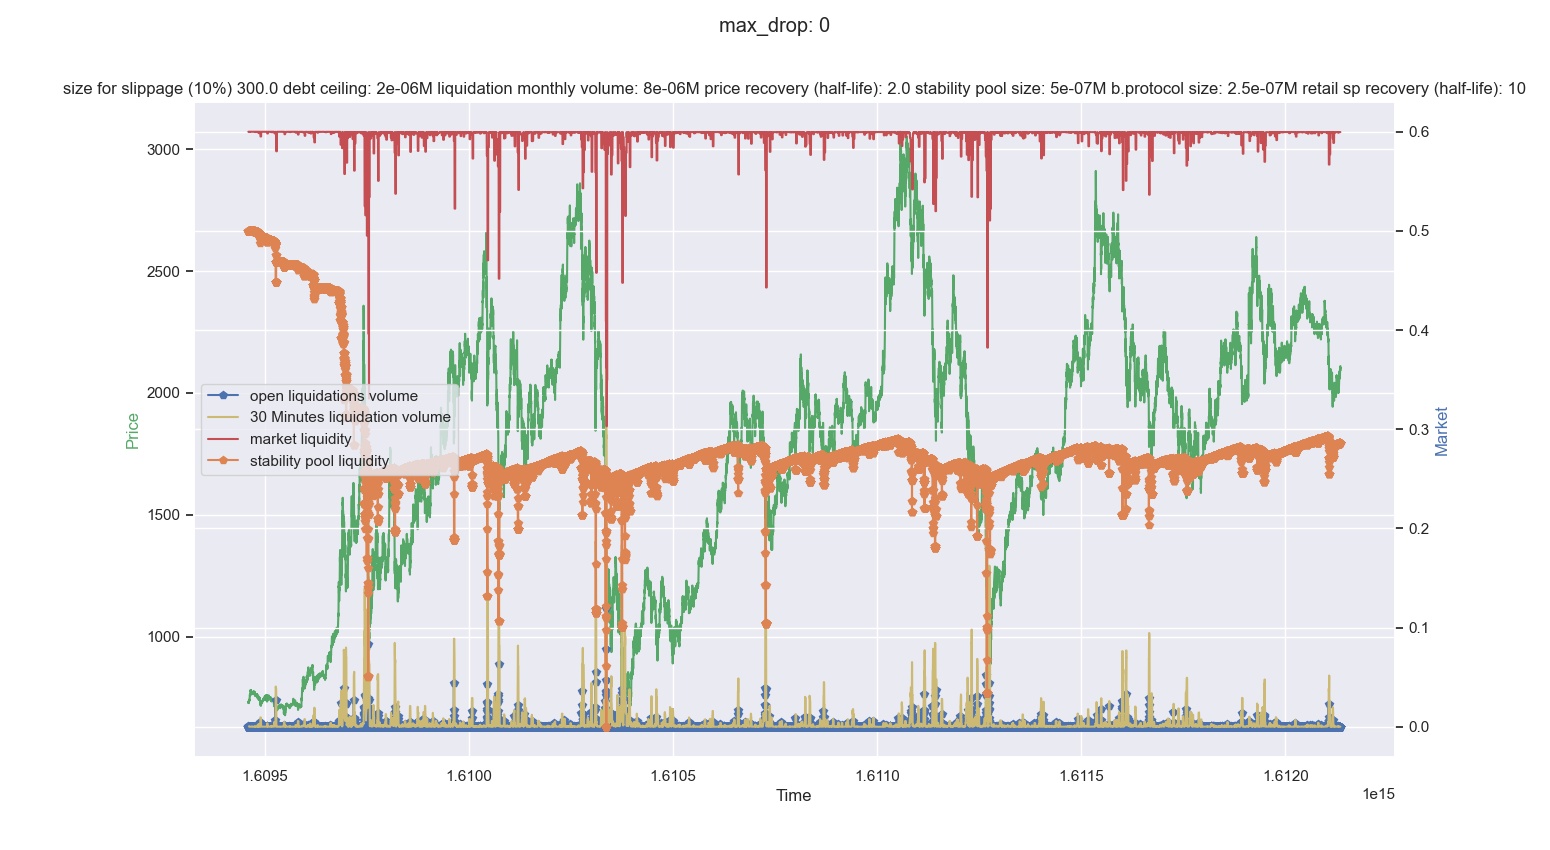 max_drop: 0
size for slippage (10%) 300.0 debt ceiling: 2e-06M liquidation monthly volume: 8e-06M price recovery (half-life): 2.0 stability pool size: 5e-07M b.protocol size: 2.5e-07M retail sp recovery (half-life): 10
3000
2500
2000
1500
1000
Price
0.6
0.5
0.4
0.3
0.2
0.1
0.0
Market
open liquidations volume
30 Minutes liquidation volume
market liquidity
stability pool liquidity
1.6095 1.6100 1.6105 1.6110 1.6115 1.6120
Time
1e15